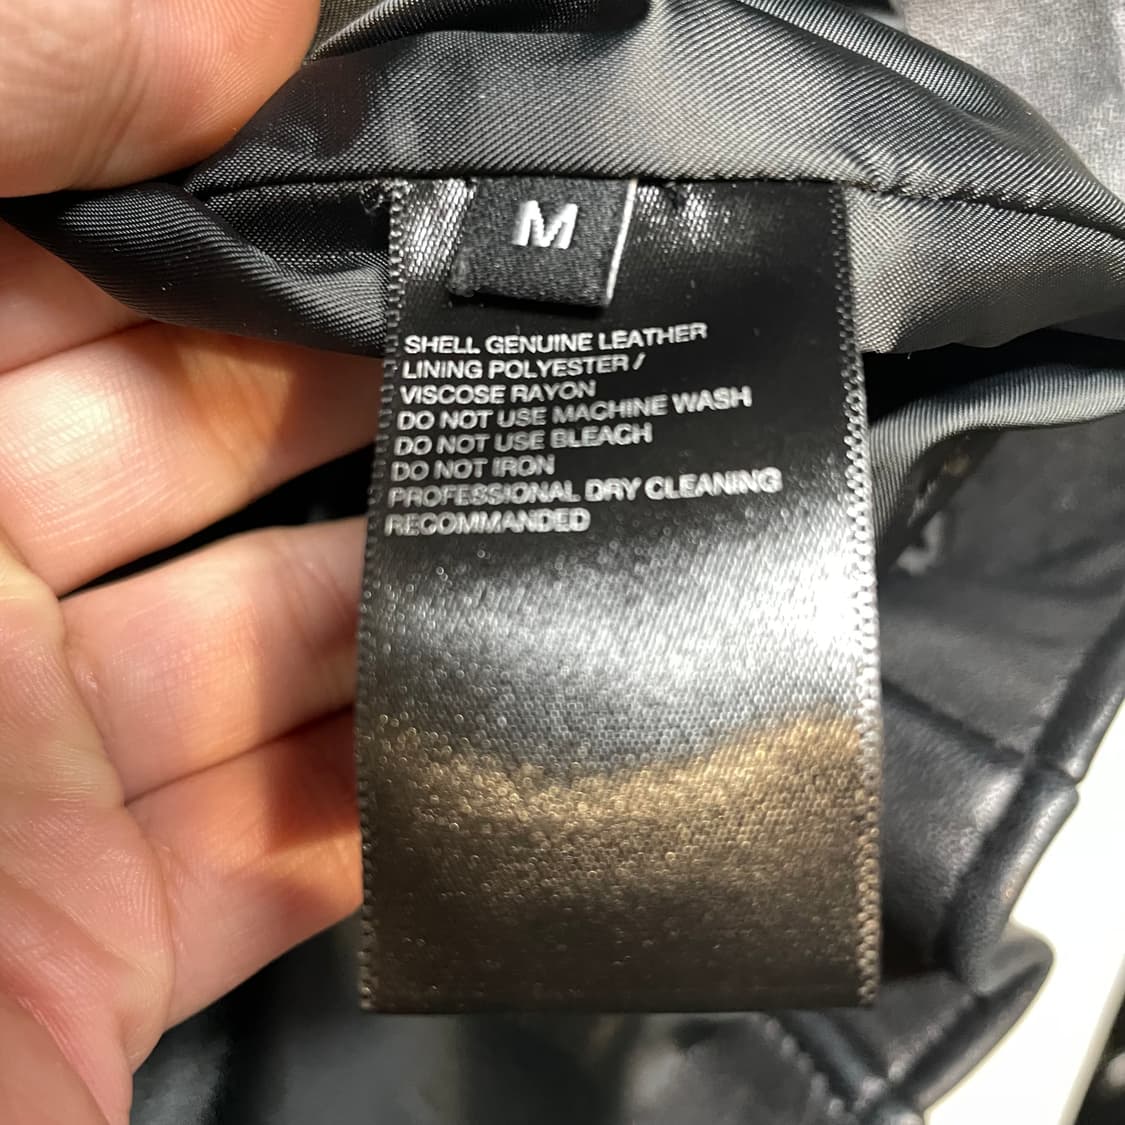 M
SHELL GENUINE LEATHER
LINING POLYESTER /
VISCOSE RAYON
DO NOT USE MACHINE WASH
DO NOT USE BLEACH
DO NOT IRON
PROFESSIONAL DRY CLEANING
RECOMMANDED